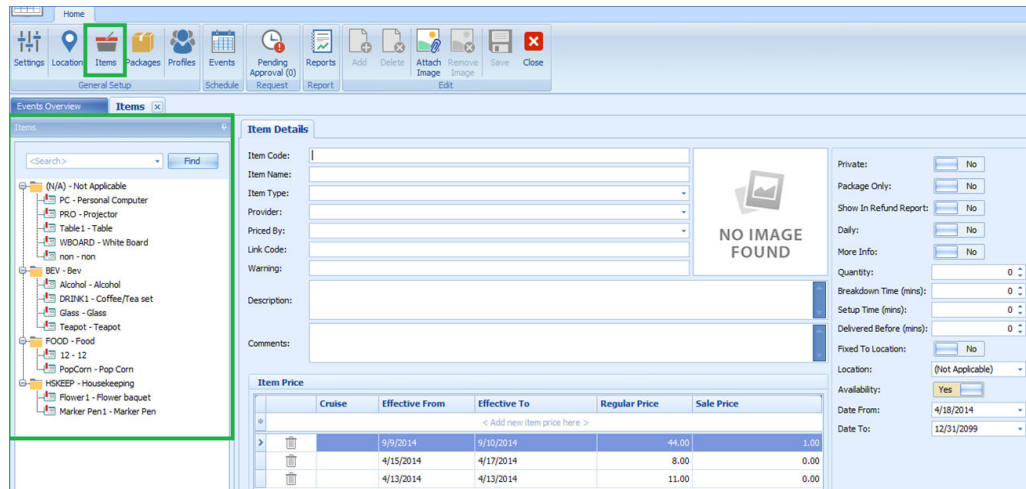 Home
Settings Location Items Packages Profiles Events Pending Approval (0) Reports Add Delete Attach Image Remove Image Save Close
General Setup Schedule Request Report Edit
Events Overview Items
Items
<Search> Find
(N/A) - Not Applicable
PC - Personal Computer
PRO - Projector
Table1 - Table
WBOARD - White Board
non - non
BEV - Bev
Alcohol - Alcohol
DRINK1 - Coffee/Tea set
Glass - Glass
Teapot - Teapot
FOOD - Food
12 - 12
PopCorn - Pop Corn
HSKEEP - Housekeeping
Flower1 - Flower baquet
Marker Pen1 - Marker Pen
Item Details
Item Code:
Item Name:
Item Type:
Provider:
Priced By:
Link Code:
Warning:
Description:
Comments:
NO IMAGE
FOUND
Private: No
Package Only: No
Show In Refund Report: No
Daily: No
More Info: No
Quantity: 0
Breakdown Time (mins): 0
Setup Time (mins): 0
Delivered Before (mins): 0
Fixed To Location: No
Location: (Not Applicable)
Availability: Yes
Date From: 4/18/2014
Date To: 12/31/2099
Item Price
Cruise Effective From Effective To Regular Price Sale Price
< Add new item price here >
9/9/2014 9/10/2014 44.00 1.00
4/15/2014 4/17/2014 8.00 0.00
4/13/2014 4/13/2014 11.00 0.00